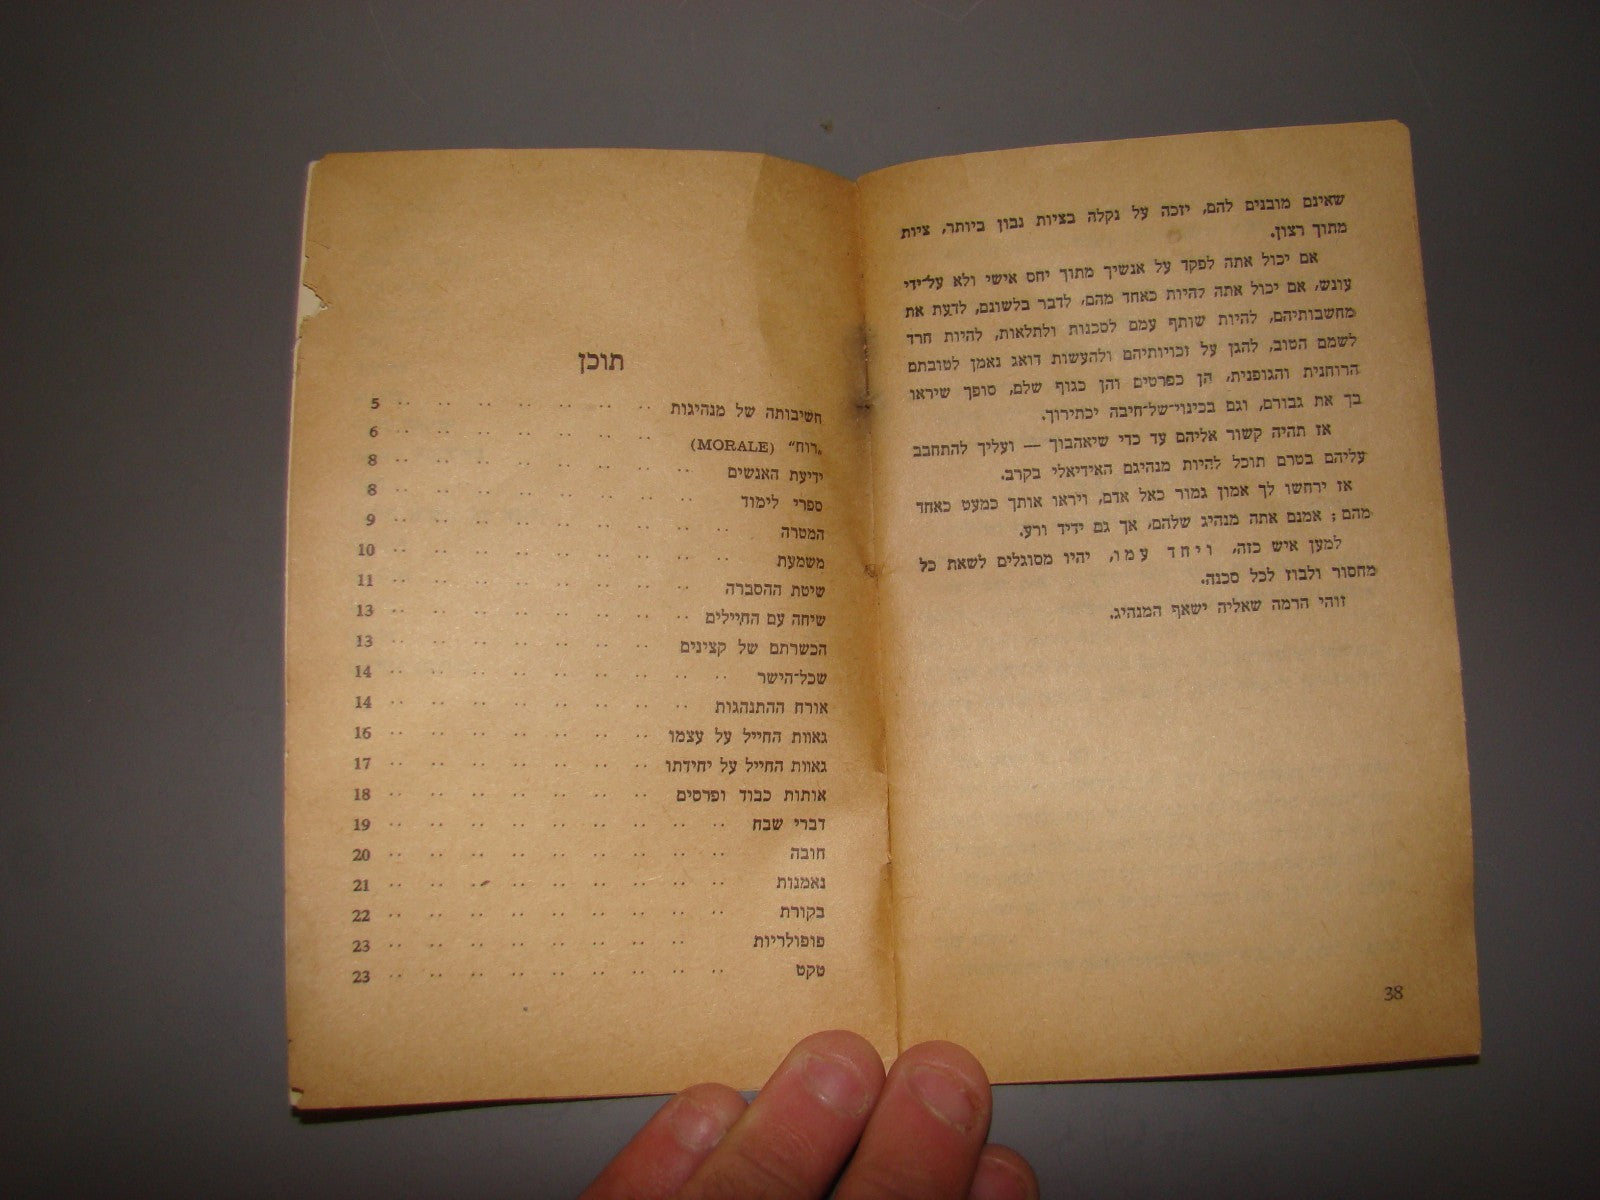 שאינם מובנים להם, יזכה על נקלה בציות נבון ביותר, ציות
מתוך רצון.
אם יכול אתה לפקד על אנשיך מתוך יחס אישי ולא על־ידי
עונש, אם יכול אתה להיות כאחד מהם, לדבר בלשונם, לדעת את
מחשבותיהם, להיות שותף עמם לסכנות ולתלאות, להיות חרד
לשמם הטוב, להגן על זכויותיהם ולהעשות דואג נאמן לטובתם
הרוחנית והגופנית, הן כפרטים והן כגוף שלם, סופך שיראו
בך את גבורם, וגם בכינוי־של־חיבה יכתירוך.
אז תהיה קשור אליהם עד כדי שיאהבוך — ועליך להתחבב
עליהם בטרם תוכל להיות מנהיגם האידיאלי בקרב.
אז ירחשו לך אמון גמור כאל אדם, ויראו אותך כמעט כאחד
מהם; אמנם אתה מנהיג שלהם, אך גם ידיד ורע.
למען איש כזה, ויחד עמו, יהיו מסוגלים לשאת כל
מחסור ולבוז לכל סכנה.
זוהי הרמה שאליה ישאף המנהיג.
38
תוכן
חשיבותה של מנהיגות 5
„רוח” (MORALE) 6
ידיעת האנשים 8
ספרי לימוד 8
המטרה 9
משמעת 10
שיטת ההסברה 11
שיחה עם החיילים 13
הכשרתם של קצינים 13
שכל־הישר 14
אורח ההתנהגות 14
גאוות החייל על עצמו 16
גאוות החייל על יחידתו 17
אותות כבוד ופרסים 18
דברי שבח 19
חובה 20
נאמנות 21
בקורת 22
פופולריות 23
טקט 23